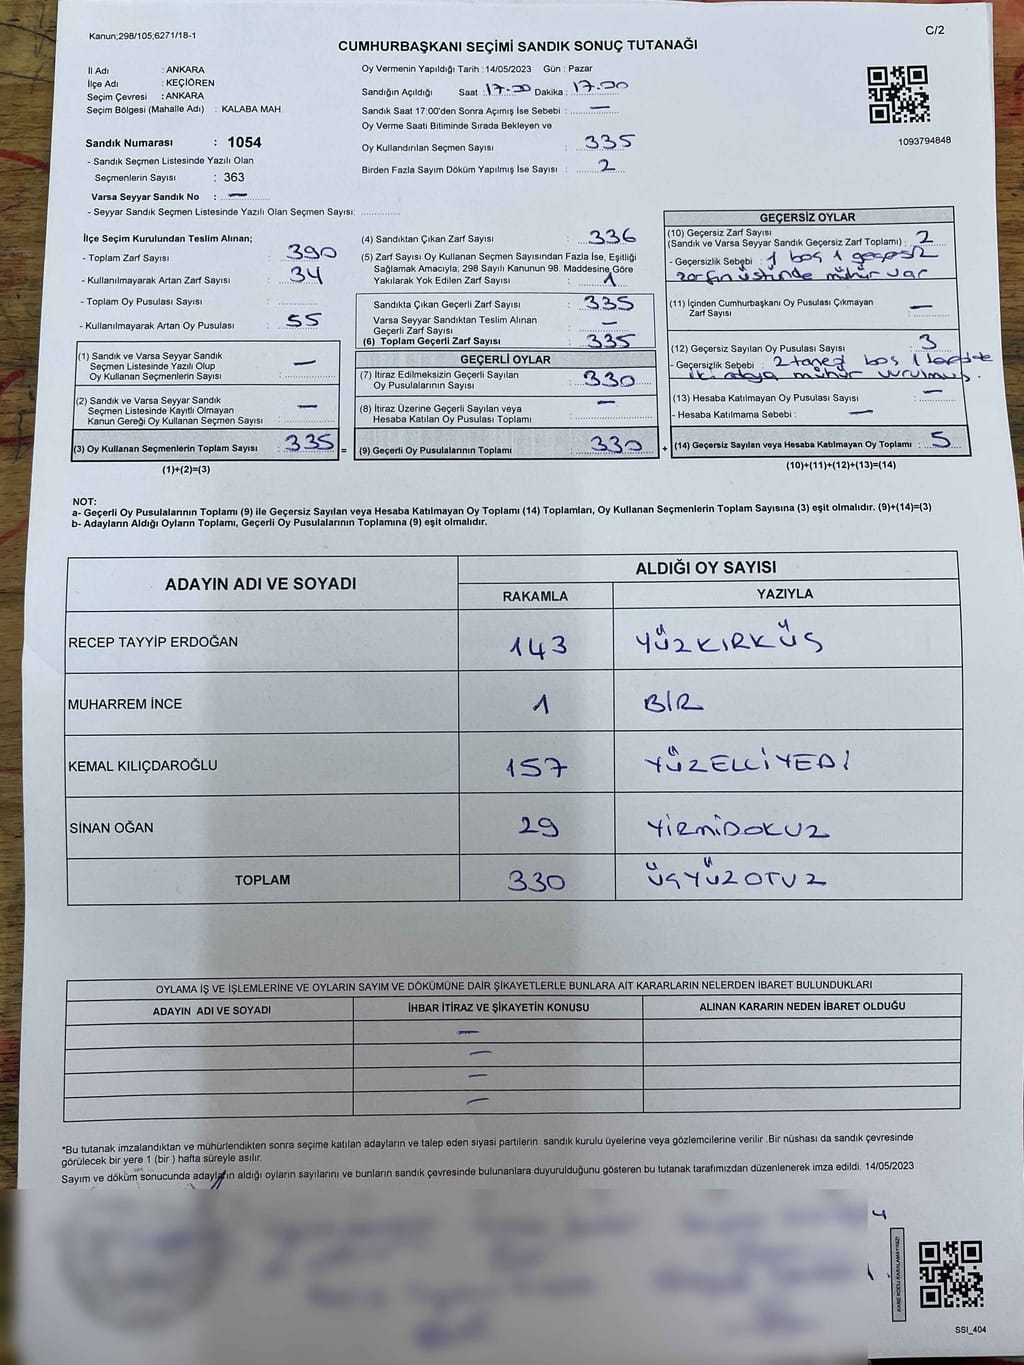 Kanun;298/105;6271/18-1
C/2
CUMHURBAŞKANI SEÇİMİ SANDIK SONUÇ TUTANAĞI
İl Adı : ANKARA
İlçe Adı : KEÇİÖREN
Seçim Çevresi : ANKARA
Seçim Bölgesi (Mahalle Adı) : KALABA MAH.
Sandık Numarası : 1054
- Sandık Seçmen Listesinde Yazılı Olan
Seçmenlerin Sayısı : 363
Varsa Seyyar Sandık No : —
- Seyyar Sandık Seçmen Listesinde Yazılı Olan Seçmen Sayısı:
Oy Vermenin Yapıldığı Tarih : 14/05/2023 Gün : Pazar
Sandığın Açıldığı Saat : 17.00 Dakika : 17.00
Sandık Saat 17:00'den Sonra Açımış İse Sebebi : —
Oy Verme Saati Bitiminde Sırada Bekleyen ve
Oy Kullandırılan Seçmen Sayısı : 335
Birden Fazla Sayım Döküm Yapılmış İse Sayısı : 2
1093794848
İlçe Seçim Kurulundan Teslim Alınan;
- Toplam Zarf Sayısı : 390
- Kullanılmayarak Artan Zarf Sayısı : 34
- Toplam Oy Pusulası Sayısı :
- Kullanılmayarak Artan Oy Pusulası : 55
(1) Sandık ve Varsa Seyyar Sandık
Seçmen Listesinde Yazılı Olup
Oy Kullanan Seçmenlerin Sayısı : —
(2) Sandık ve Varsa Seyyar Sandık
Seçmen Listesinde Kayıtlı Olmayan
Kanun Gereği Oy Kullanan Seçmen Sayısı : —
(3) Oy Kullanan Seçmenlerin Toplam Sayısı : 335 =
(1)+(2)=(3)
(4) Sandıktan Çıkan Zarf Sayısı : 336
(5) Zarf Sayısı Oy Kullanan Seçmen Sayısından Fazla İse, Eşitliği
Sağlamak Amacıyla; 298 Sayılı Kanunun 98. Maddesine Göre
Yakılarak Yok Edilen Zarf Sayısı : 1
Sandıkta Çıkan Geçerli Zarf Sayısı : 335
Varsa Seyyar Sandıktan Teslim Alınan
Geçerli Zarf Sayısı : —
(6) Toplam Geçerli Zarf Sayısı : 335
GEÇERLİ OYLAR
(7) İtiraz Edilmeksizin Geçerli Sayılan
Oy Pusulalarının Sayısı : 330
(8) İtiraz Üzerine Geçerli Sayılan veya
Hesaba Katılan Oy Pusulaları Toplamı : —
(9) Geçerli Oy Pusulalarının Toplamı : 330 +
GEÇERSİZ OYLAR
(10) Geçersiz Zarf Sayısı
(Sandık ve Varsa Seyyar Sandık Geçersiz Zarf Toplamı) : 2
- Geçersizlik Sebebi : 1 boş 1 geçersiz
zarfın üstünde mühür var
(11) İçinden Cumhurbaşkanı Oy Pusulası Çıkmayan
Zarf Sayısı : —
(12) Geçersiz Sayılan Oy Pusulası Sayısı : 3
- Geçersizlik Sebebi : 2 tanesi boş 1
iki adaya mühür vurulmuş.
(13) Hesaba Katılmayan Oy Pusulası Sayısı : —
- Hesaba Katılmama Sebebi : —
(14) Geçersiz Sayılan veya Hesaba Katılmayan Oy Toplamı : 5
(10)+(11)+(12)+(13)=(14)
NOT:
a- Geçerli Oy Pusulalarının Toplamı (9) ile Geçersiz Sayılan veya Hesaba Katılmayan Oy Toplamı (14) Toplamları, Oy Kullanan Seçmenlerin Toplam Sayısına (3) eşit olmalıdır. (9)+(14)=(3)
b- Adayların Aldığı Oyların Toplamı, Geçerli Oy Pusulalarının Toplamına (9) eşit olmalıdır.
ADAYIN ADI VE SOYADI
ALDIĞI OY SAYISI
RAKAMLA YAZIYLA
RECEP TAYYİP ERDOĞAN 143 YÜZKIRKÜÇ
MUHARREM İNCE 1 BİR
KEMAL KILIÇDAROĞLU 157 YÜZELLİYEDİ
SİNAN OĞAN 29 YİRMİDOKUZ
TOPLAM 330 ÜÇYÜZOTUZ
OYLAMA İŞ VE İŞLEMLERİNE VE OYLARIN SAYIM VE DÖKÜMÜNE DAİR ŞİKAYETLERLE BUNLARA AİT KARARLARIN NELERDEN İBARET BULUNDUKLARI
ADAYIN ADI VE SOYADI İHBAR İTİRAZ VE ŞİKAYETİN KONUSU ALINAN KARARIN NEDEN İBARET OLDUĞU
—
—
—
—
*Bu tutanak imzalandıktan ve mühürlendikten sonra seçime katılan adayların ve talep eden siyasi partilerin sandık kurulu üyelerine veya gözlemcilerine verilir .Bir nüshası da sandık çevresinde
görülecek bir yere 1 (bir ) hafta süreyle asılır.
Sayım ve döküm sonucunda adayların aldığı oyların sayılarını ve bunların sandık çevresinde bulunanlara duyurulduğunu gösteren bu tutanak tarafımızdan düzenlenerek imza edildi. 14/05/2023
KARE KODU KARALAMAYINIZ!
SSI_404